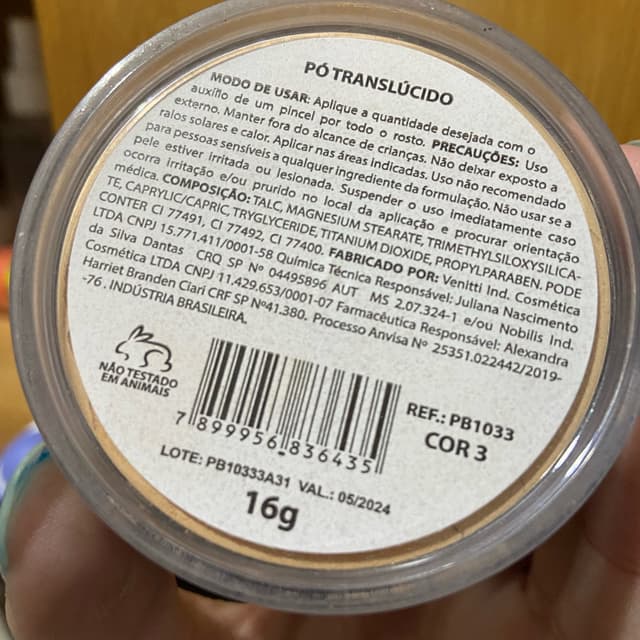 PÓ TRANSLÚCIDO
MODO DE USAR: Aplique a quantidade desejada com o
auxílio de um pincel por todo o rosto. PRECAUÇÕES: Uso
externo. Manter fora do alcance de crianças. Não deixar exposto a
raios solares e calor. Aplicar nas áreas indicadas. Uso não recomendado
para pessoas sensíveis a qualquer ingrediente da formulação. Não usar se a
pele estiver irritada ou lesionada. Suspender o uso imediatamente caso
ocorra irritação e/ou prurido no local da aplicação e procurar orientação
médica. COMPOSIÇÃO: TALC, MAGNESIUM STEARATE, TRIMETHYLSILOXYSILICA-
TE, CAPRYLIC/CAPRIC, TRYGLYCERIDE, TITANIUM DIOXIDE, PROPYLPARABEN. PODE
CONTER CI 77491, CI 77492, CI 77400. FABRICADO POR: Venitti Ind. Cosmética
LTDA CNPJ 15.771.411/0001-58 Química Técnica Responsável: Juliana Nascimento
da Silva Dantas CRQ SP Nº 04495896 AUT MS 2.07.324-1 e/ou Nobilis Ind.
Cosmética LTDA CNPJ 11.429.653/0001-07 Farmacêutica Responsável: Alexandra
Harriet Branden Ciari CRF SP Nº41.380. Processo Anvisa Nº 25351.022442/2019-
-76 . INDÚSTRIA BRASILEIRA.
NÃO TESTADO
EM ANIMAIS
7 899956 836435
REF.: PB1033
COR 3
LOTE: PB10333A31 VAL.: 05/2024
16g